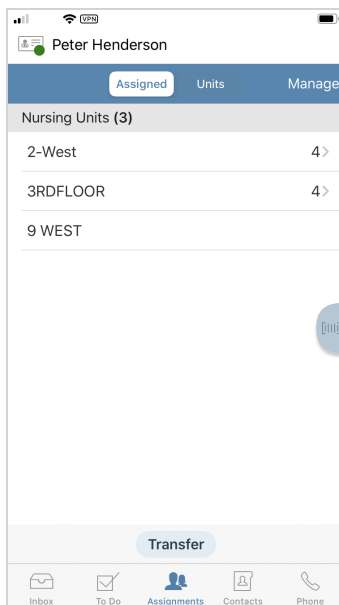 VPN
Peter Henderson
Assigned Units Manage
Nursing Units (3)
2-West 4
3RDFLOOR 4
9 WEST
Transfer
Inbox To Do Assignments Contacts Phone